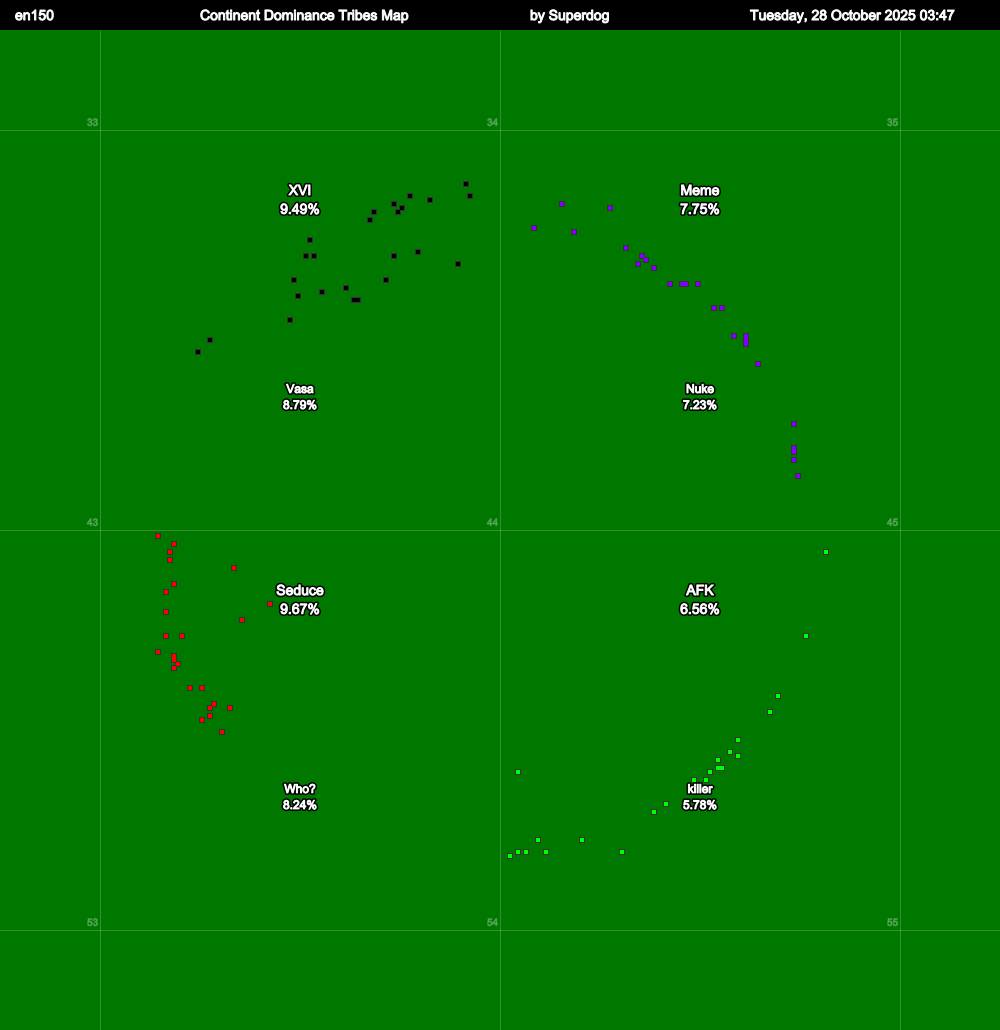 en150 Continent Dominance Tribes Map by Superdog Tuesday, 28 October 2025 03:47
33 34 35
XVI Meme
9.49% 7.75%
Vasa Nuke
8.79% 7.23%
43 44 45
Seduce AFK
9.67% 6.56%
Who? killer
8.24% 5.78%
53 54 55